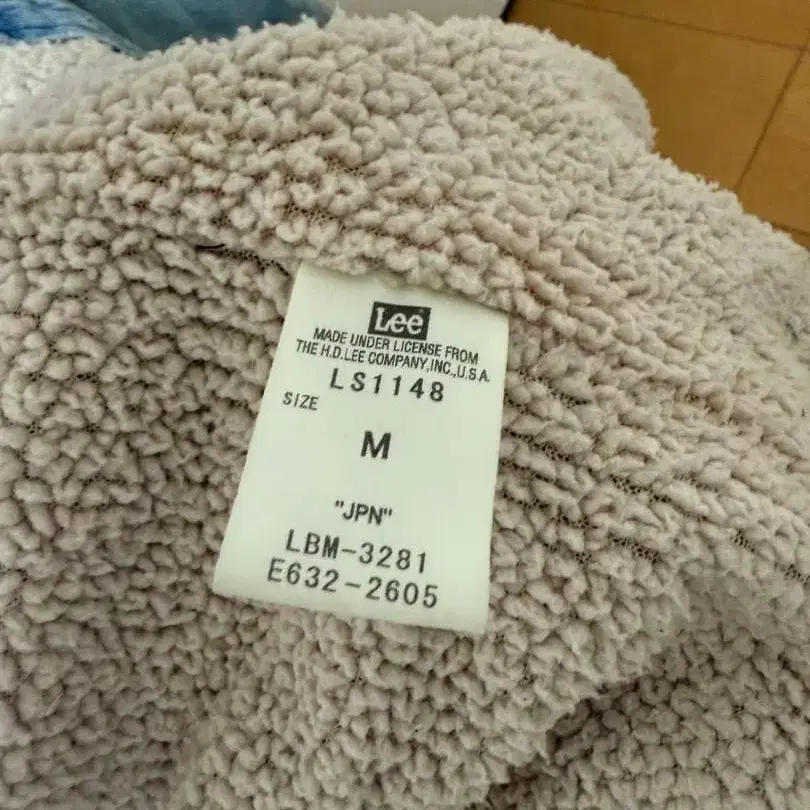 Lee
MADE UNDER LICENSE FROM
THE H.D.LEE COMPANY,INC.,U.S.A.
LS1148
SIZE
M
"JPN"
LBM-3281
E632-2605